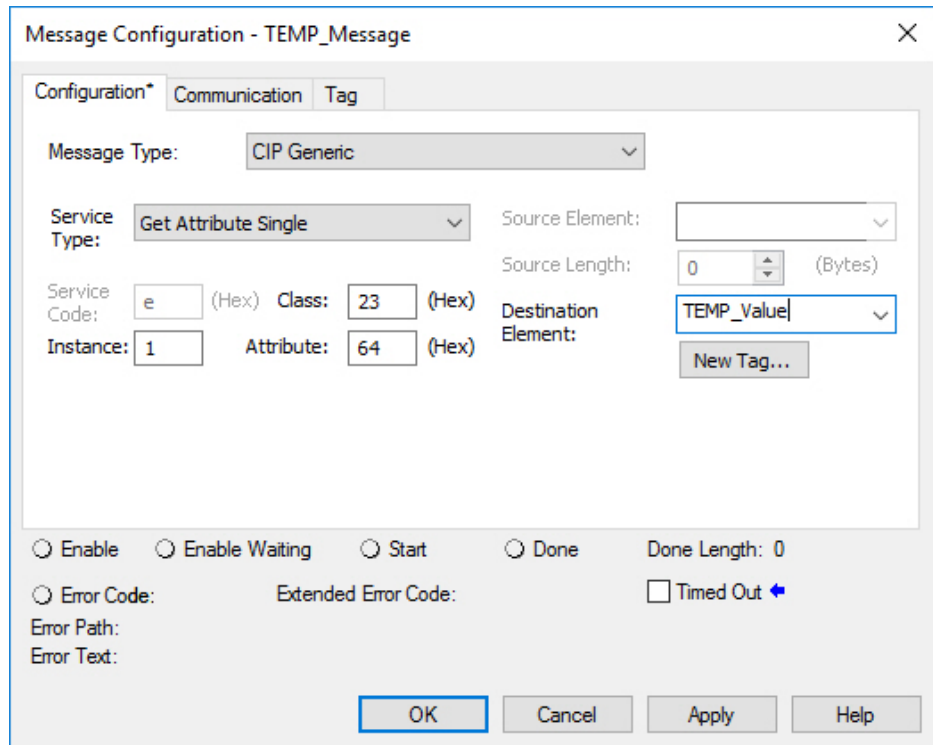 Message Configuration - TEMP_Message
Configuration* Communication Tag
Message Type: CIP Generic
Service Type: Get Attribute Single
Source Element:
Source Length: 0 (Bytes)
Service Code: e (Hex) Class: 23 (Hex)
Destination Element: TEMP_Value
Instance: 1 Attribute: 64 (Hex)
New Tag...
Enable Enable Waiting Start Done Done Length: 0
Error Code: Extended Error Code: Timed Out
Error Path:
Error Text:
OK Cancel Apply Help